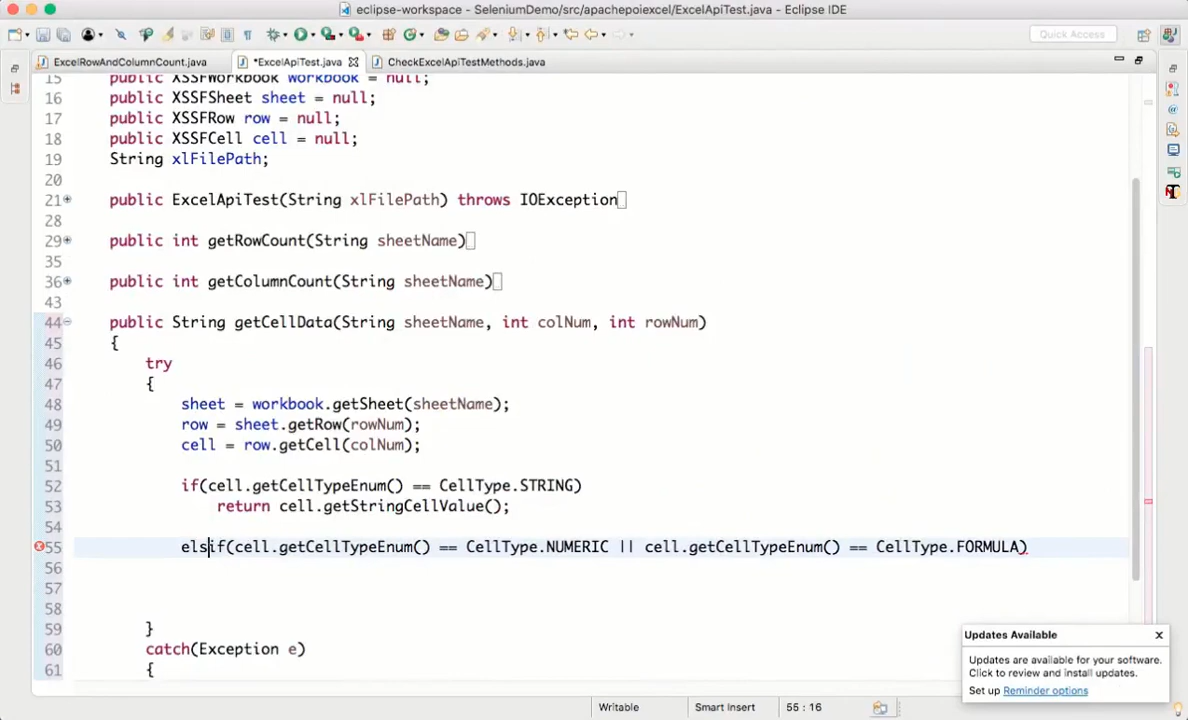 eclipse-workspace - SeleniumDemo/src/apachepoiexcel/ExcelApiTest.java - Eclipse IDE
Quick Access
ExcelRowAndColumnCount.java
*ExcelApiTest.java
CheckExcelApiTestMethods.java
15 public XSSFWorkbook workbook = null;
16 public XSSFSheet sheet = null;
17 public XSSFRow row = null;
18 public XSSFCell cell = null;
19 String xlFilePath;
20
21 public ExcelApiTest(String xlFilePath) throws IOException
28
29 public int getRowCount(String sheetName)
35
36 public int getColumnCount(String sheetName)
43
44 public String getCellData(String sheetName, int colNum, int rowNum)
45 {
46 try
47 {
48 sheet = workbook.getSheet(sheetName);
49 row = sheet.getRow(rowNum);
50 cell = row.getCell(colNum);
51
52 if(cell.getCellTypeEnum() == CellType.STRING)
53 return cell.getStringCellValue();
54
55 elsif(cell.getCellTypeEnum() == CellType.NUMERIC || cell.getCellTypeEnum() == CellType.FORMULA)
56
57
58
59 }
60 catch(Exception e)
61 {
Updates Available
Updates are available for your software.
Click to review and install updates.
Set up Reminder options
Writable
Smart Insert
55 : 16